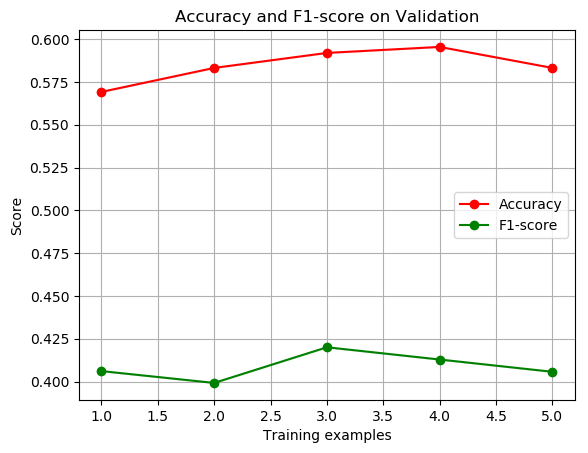 Accuracy and F1-score on Validation
0.600
0.575
0.550
0.525
0.500
0.475
0.450
0.425
0.400
Score
Accuracy
F1-score
1.0 1.5 2.0 2.5 3.0 3.5 4.0 4.5 5.0
Training examples